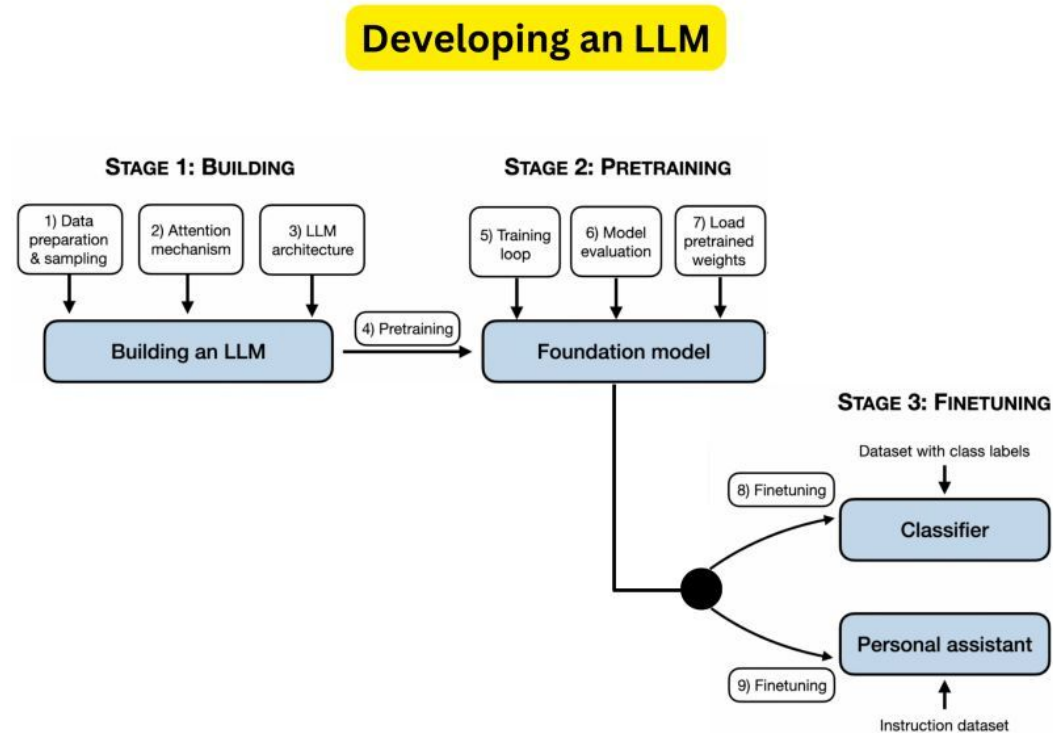 Developing an LLM
STAGE 1: BUILDING
STAGE 2: PRETRAINING
1) Data
preparation
& sampling
2) Attention
mechanism
3) LLM
architecture
5) Training
loop
6) Model
evaluation
7) Load
pretrained
weights
Building an LLM
4) Pretraining
Foundation model
STAGE 3: FINETUNING
Dataset with class labels
8) Finetuning
Classifier
Personal assistant
9) Finetuning
Instruction dataset